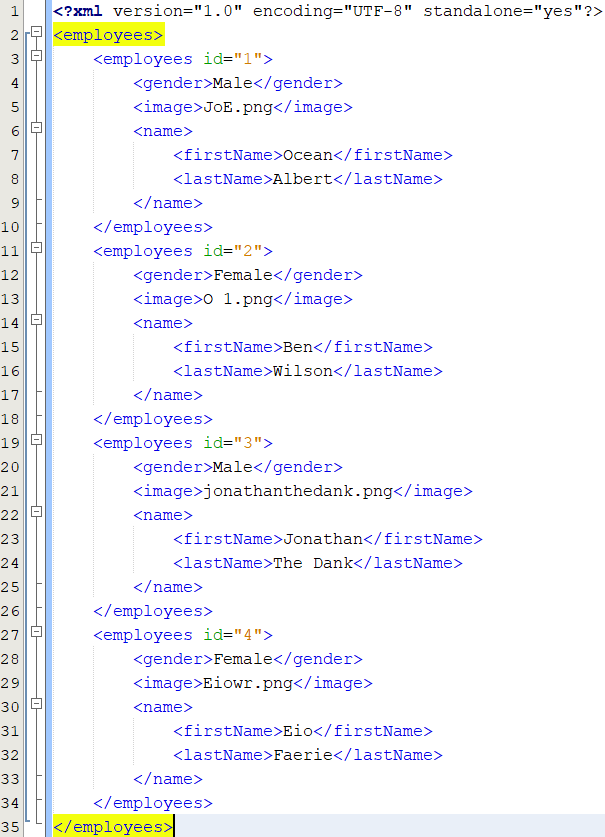 1 <?xml version="1.0" encoding="UTF-8" standalone="yes"?>
2 <employees>
3 <employees id="1">
4 <gender>Male</gender>
5 <image>JoE.png</image>
6 <name>
7 <firstName>Ocean</firstName>
8 <lastName>Albert</lastName>
9 </name>
10 </employees>
11 <employees id="2">
12 <gender>Female</gender>
13 <image>O 1.png</image>
14 <name>
15 <firstName>Ben</firstName>
16 <lastName>Wilson</lastName>
17 </name>
18 </employees>
19 <employees id="3">
20 <gender>Male</gender>
21 <image>jonathanthedank.png</image>
22 <name>
23 <firstName>Jonathan</firstName>
24 <lastName>The Dank</lastName>
25 </name>
26 </employees>
27 <employees id="4">
28 <gender>Female</gender>
29 <image>Eiowr.png</image>
30 <name>
31 <firstName>Eio</firstName>
32 <lastName>Faerie</lastName>
33 </name>
34 </employees>
35 </employees>